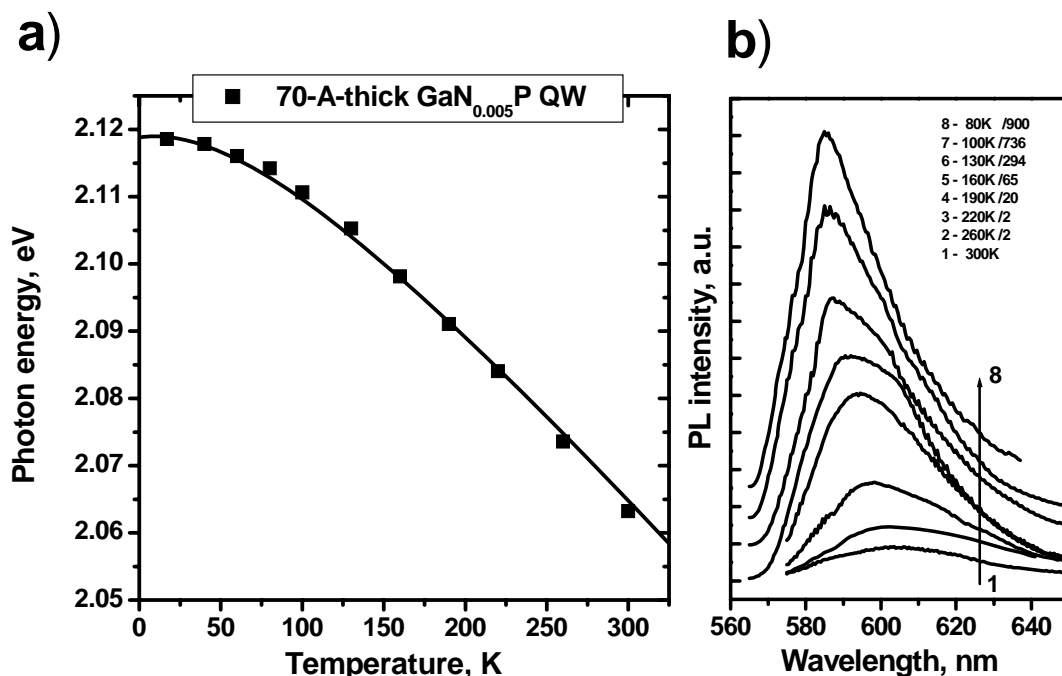 a)
70-A-thick GaN0.005P QW
2.12
2.11
2.10
2.09
2.08
2.07
2.06
2.05
Photon energy, eV
0 50 100 150 200 250 300
Temperature, K
b)
8 - 80K /900
7 - 100K/736
6 - 130K/294
5 - 160K/65
4 - 190K/20
3 - 220K/2
2 - 260K/2
1 - 300K
8
1
PL intensity, a.u.
560 580 600 620 640
Wavelength, nm